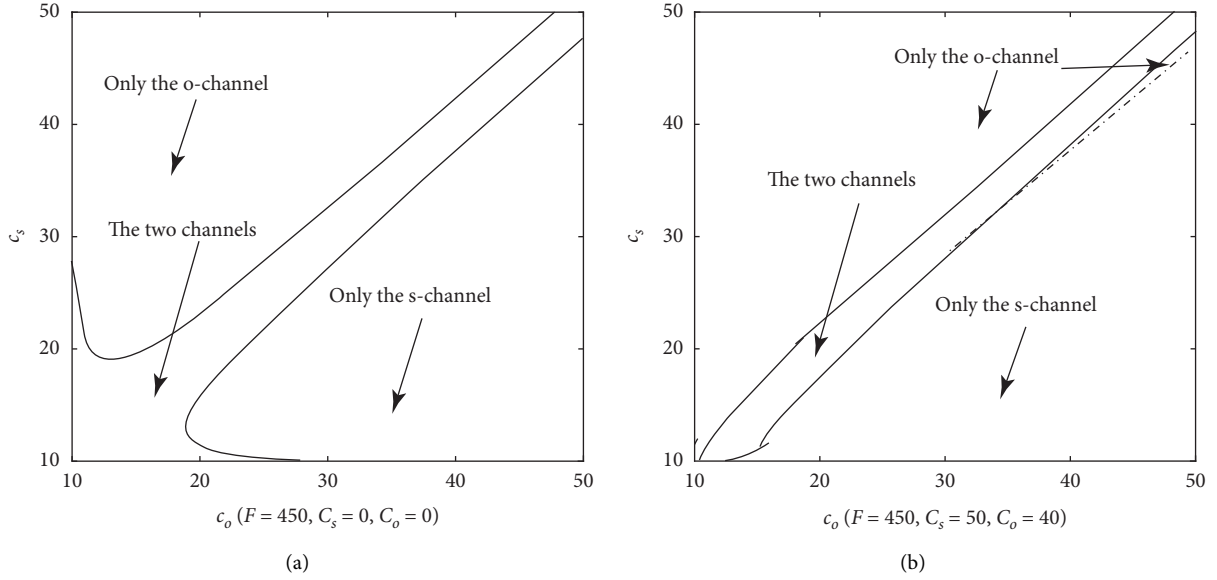 50
40
30
20
10
c_s
Only the o-channel
The two channels
Only the s-channel
10
20
30
40
50
c_o (F = 450, C_s = 0, C_o = 0)
(a)
50
40
30
20
10
c_s
Only the o-channel
The two channels
Only the s-channel
10
20
30
40
50
c_o (F = 450, C_s = 50, C_o = 40)
(b)